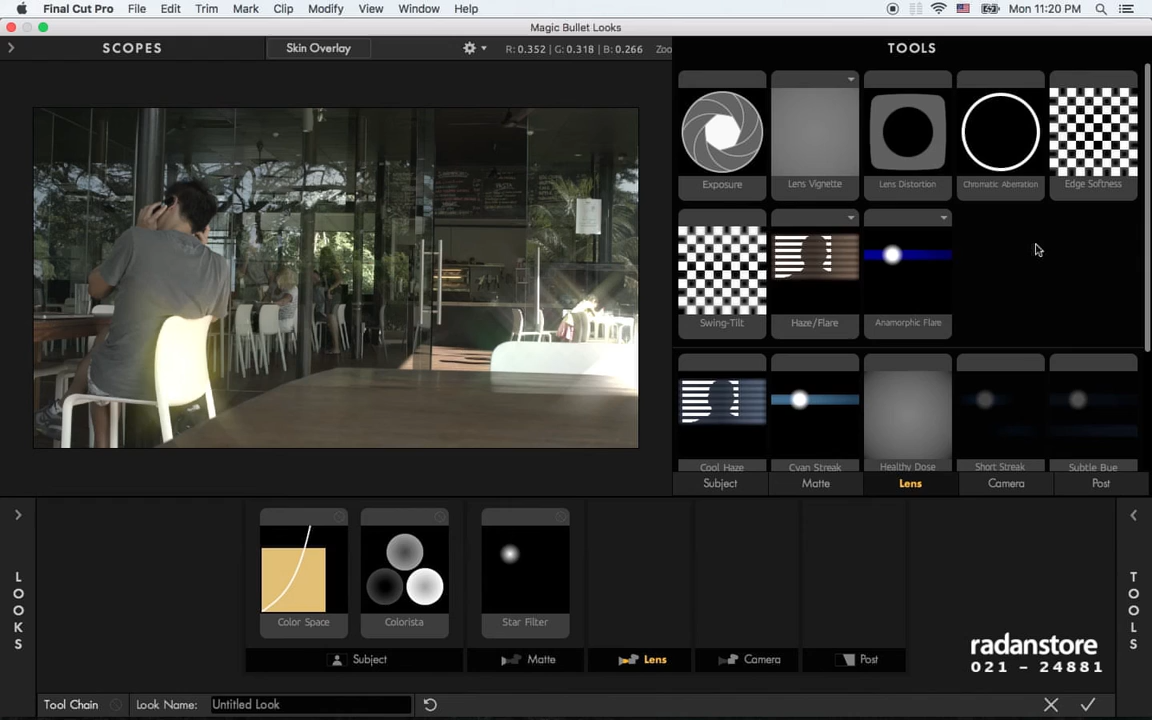 Final Cut Pro File Edit Trim Mark Clip Modify View Window Help Mon 11:20 PM
Magic Bullet Looks
SCOPES Skin Overlay R: 0.352 | G: 0.318 | B: 0.266 Zoo TOOLS
Exposure Lens Vignette Lens Distortion Chromatic Aberration Edge Softness
Swing-Tilt Haze/Flare Anamorphic Flare
Cool Haze Cyan Streak Healthy Dose Short Streak Subtle Bue
Subject Matte Lens Camera Post
LOOKS
TOOLS
Color Space Colorista Star Filter
Subject Matte Lens Camera Post
radanstore
021 - 24881
Tool Chain Look Name: Untitled Look